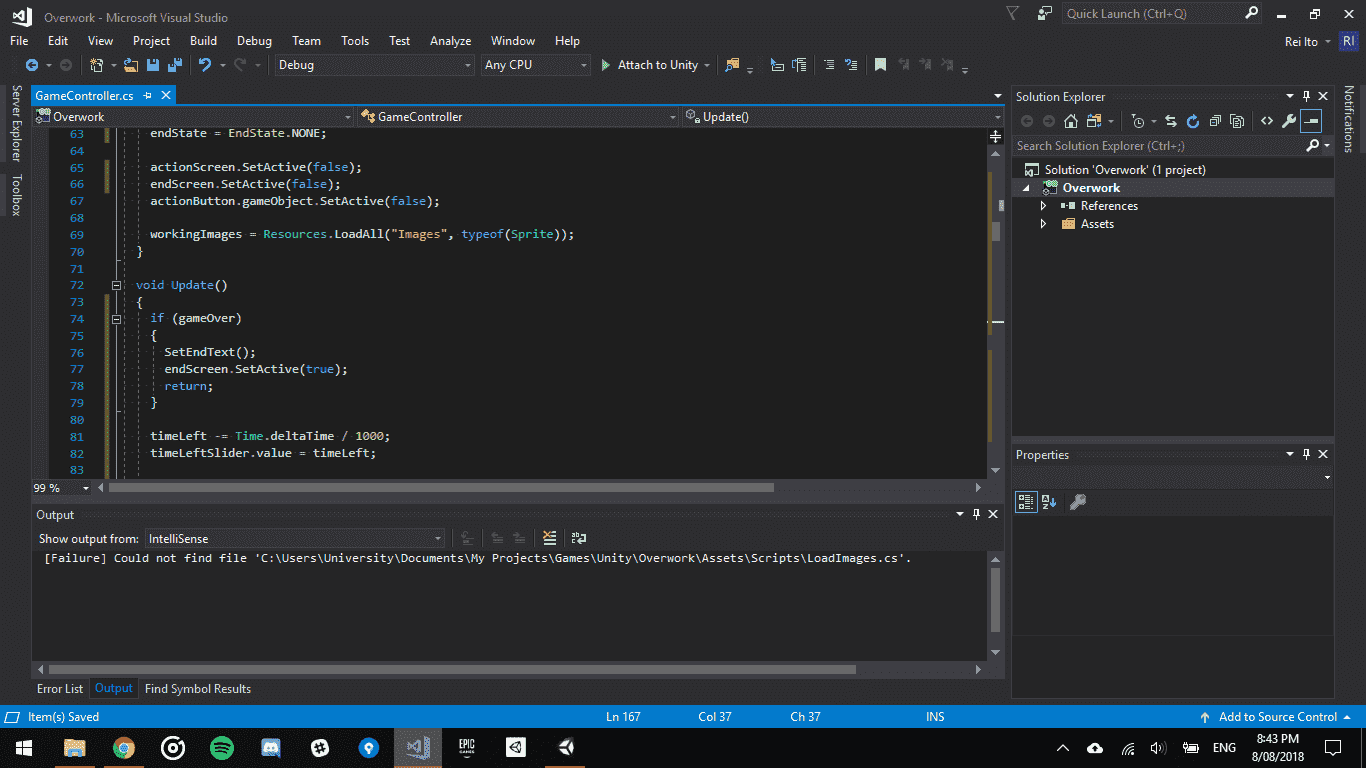 Overwork - Microsoft Visual Studio
Quick Launch (Ctrl+Q)
File Edit View Project Build Debug Team Tools Test Analyze Window Help
Rei Ito RI
Debug Any CPU Attach to Unity
Server Explorer
Toolbox
GameController.cs
Overwork GameController Update()
63 endState = EndState.NONE;
64
65 actionScreen.SetActive(false);
66 endScreen.SetActive(false);
67 actionButton.gameObject.SetActive(false);
68
69 workingImages = Resources.LoadAll("Images", typeof(Sprite));
70 }
71
72 void Update()
73 {
74 if (gameOver)
75 {
76 SetEndText();
77 endScreen.SetActive(true);
78 return;
79 }
80
81 timeLeft -= Time.deltaTime / 1000;
82 timeLeftSlider.value = timeLeft;
83
99 %
Output
Show output from: IntelliSense
[Failure] Could not find file 'C:\Users\University\Documents\My Projects\Games\Unity\Overwork\Assets\Scripts\LoadImages.cs'.
Error List Output Find Symbol Results
Solution Explorer
Search Solution Explorer (Ctrl+;)
Solution 'Overwork' (1 project)
Overwork
References
Assets
Properties
Notifications
Item(s) Saved Ln 167 Col 37 Ch 37 INS Add to Source Control
EPIC GAMES
ENG
8:43 PM
8/08/2018